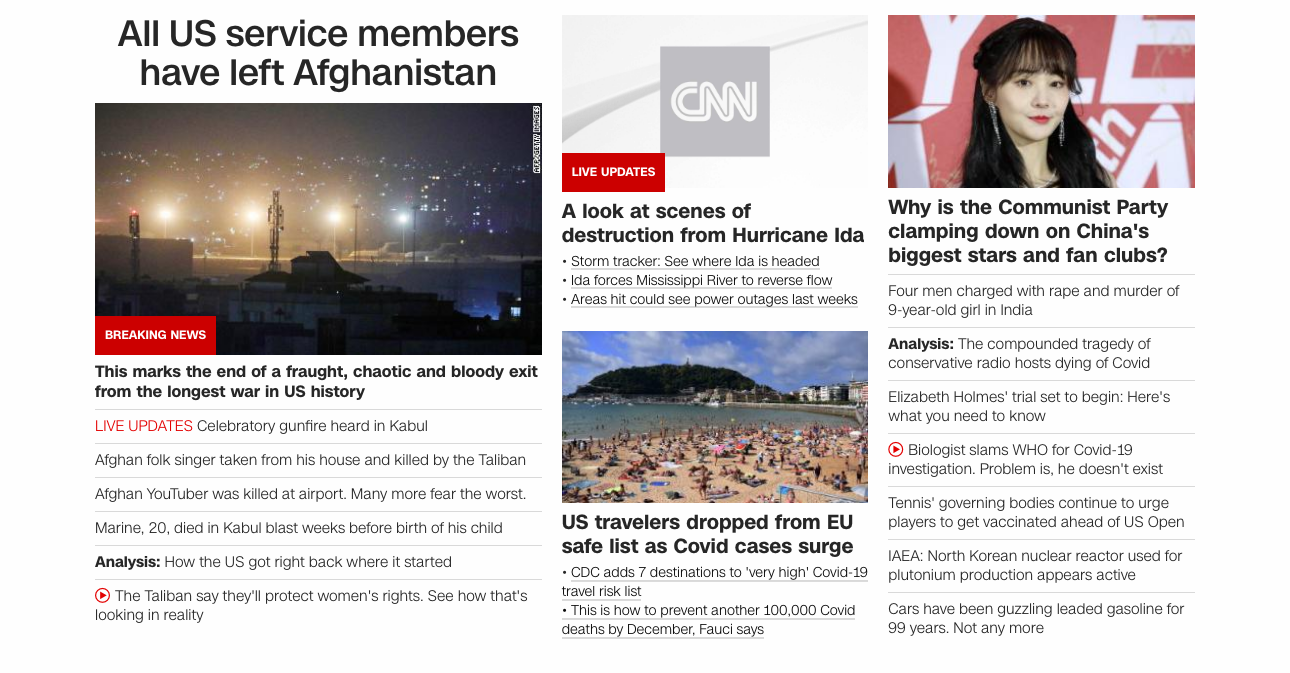 All US service members
have left Afghanistan
AFP/GETTY IMAGES
BREAKING NEWS
This marks the end of a fraught, chaotic and bloody exit
from the longest war in US history
LIVE UPDATES Celebratory gunfire heard in Kabul
Afghan folk singer taken from his house and killed by the Taliban
Afghan YouTuber was killed at airport. Many more fear the worst.
Marine, 20, died in Kabul blast weeks before birth of his child
Analysis: How the US got right back where it started
The Taliban say they'll protect women's rights. See how that's
looking in reality
CNN
LIVE UPDATES
A look at scenes of
destruction from Hurricane Ida
• Storm tracker: See where Ida is headed
• Ida forces Mississippi River to reverse flow
• Areas hit could see power outages last weeks
US travelers dropped from EU
safe list as Covid cases surge
• CDC adds 7 destinations to 'very high' Covid-19
travel risk list
• This is how to prevent another 100,000 Covid
deaths by December, Fauci says
Why is the Communist Party
clamping down on China's
biggest stars and fan clubs?
Four men charged with rape and murder of
9-year-old girl in India
Analysis: The compounded tragedy of
conservative radio hosts dying of Covid
Elizabeth Holmes' trial set to begin: Here's
what you need to know
Biologist slams WHO for Covid-19
investigation. Problem is, he doesn't exist
Tennis' governing bodies continue to urge
players to get vaccinated ahead of US Open
IAEA: North Korean nuclear reactor used for
plutonium production appears active
Cars have been guzzling leaded gasoline for
99 years. Not any more